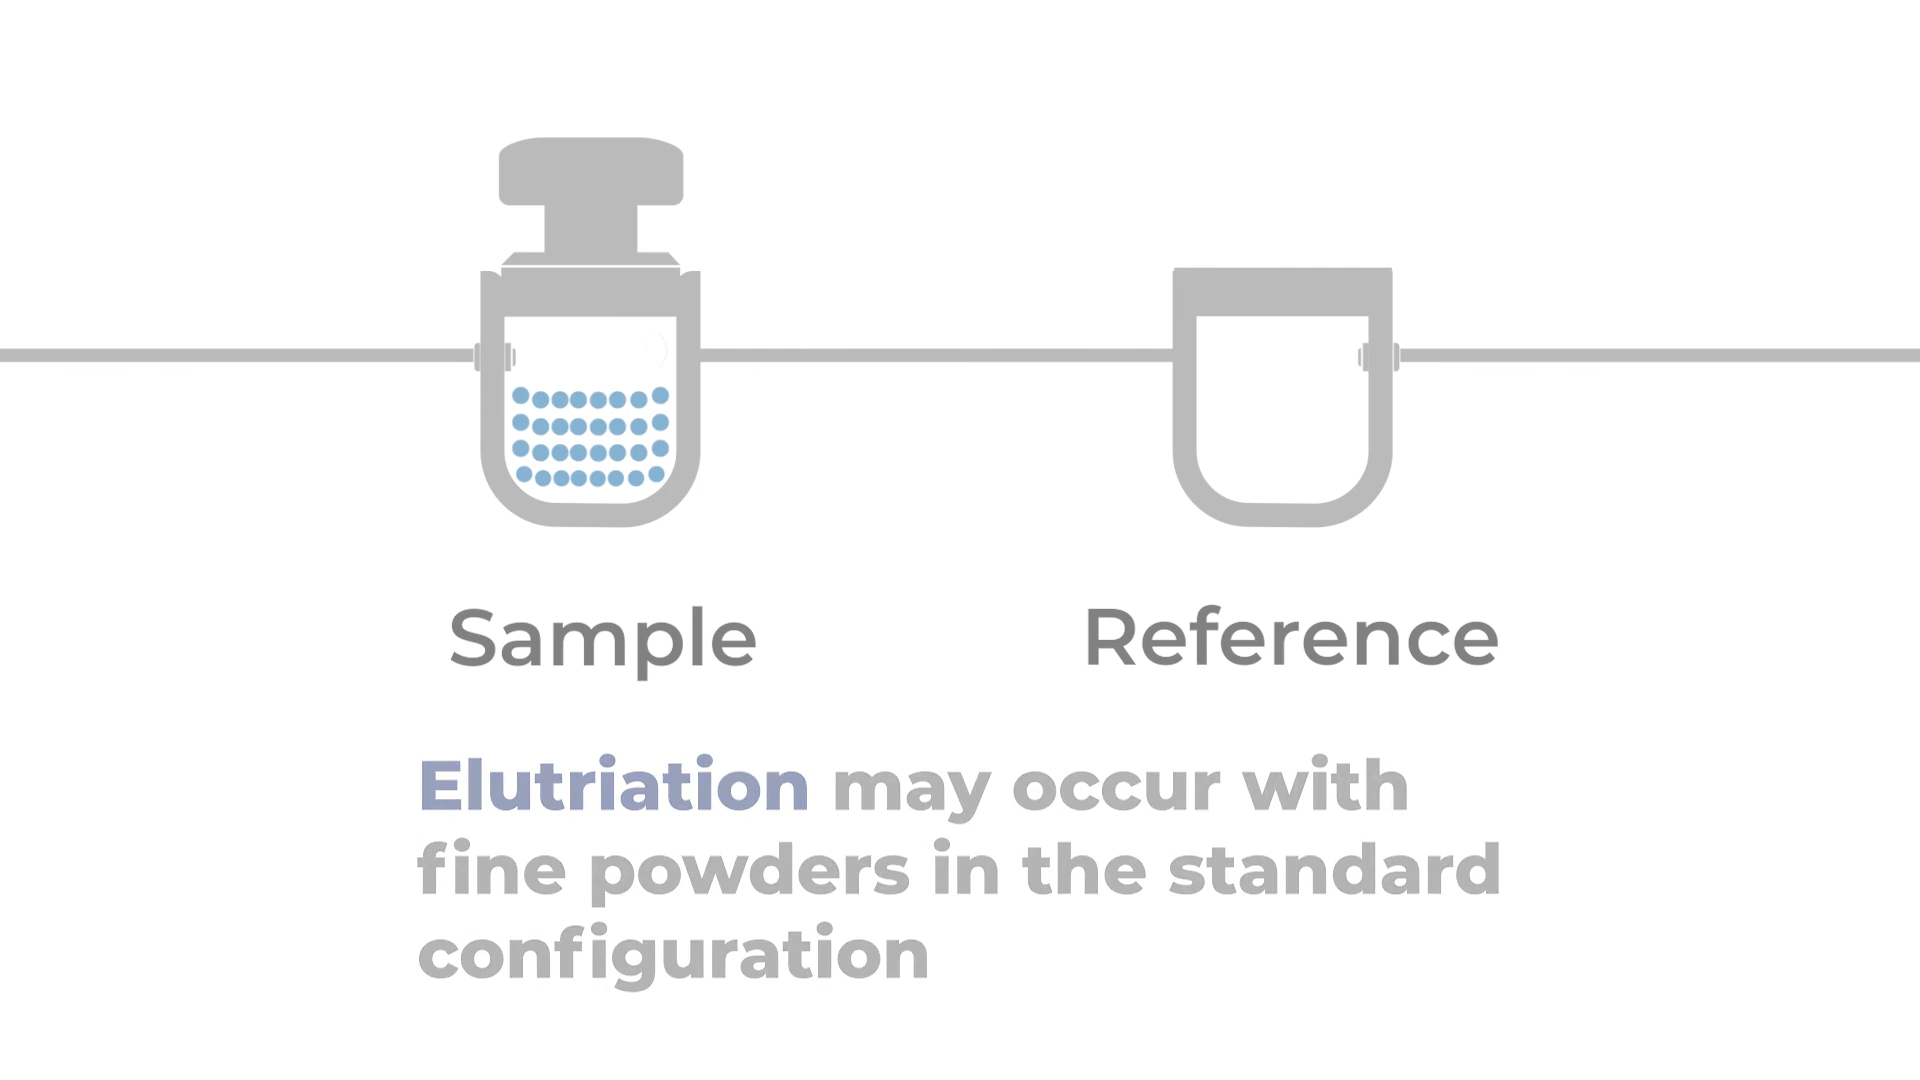 Sample
Reference
Elutriation may occur with
fine powders in the standard
configuration